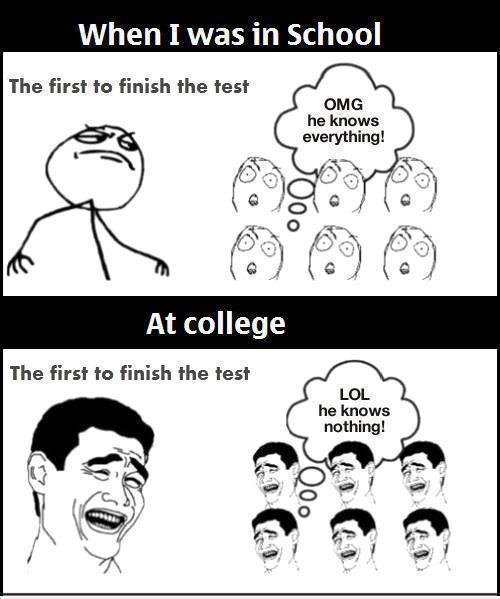 When I was in School
The first to finish the test
OMG
he knows
everything!
At college
The first to finish the test
LOL
he knows
nothing!